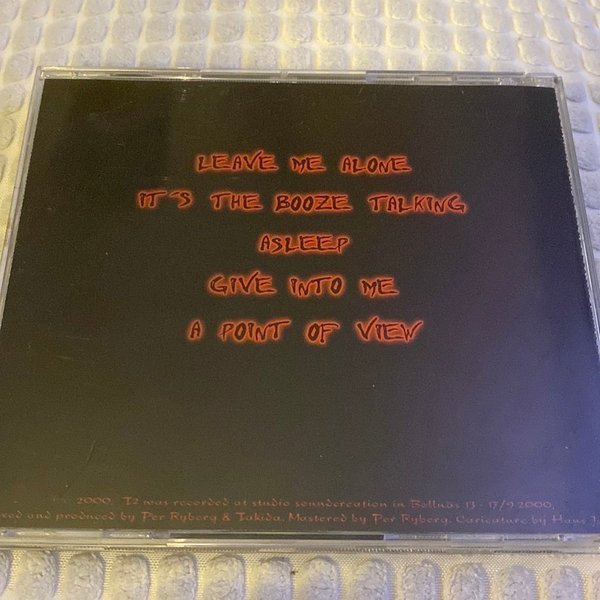 LEAVE ME ALONE
IT´S THE BOOZE TALKING
ASLEEP
GIVE INTO ME
A POINT OF VIEW
2000. T2 was recorded at studio soundcreation in Bollnäs 13 - 17/9 2000,
and produced by Per Ryberg & Takida. Mastered by Per Ryberg. Caricature by Hans